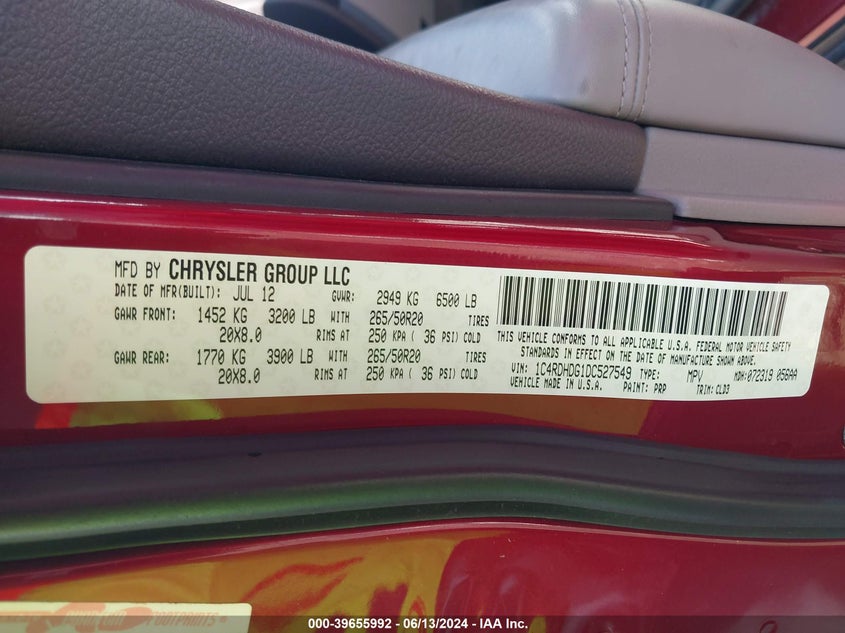 MFD BY CHRYSLER GROUP LLC
DATE OF MFR(BUILT): JUL 12 GVWR: 2949 KG 6500 LB
GAWR FRONT: 1452 KG 3200 LB WITH 265/50R20 TIRES
20X8.0 RIMS AT 250 KPA ( 36 PSI) COLD
GAWR REAR: 1770 KG 3900 LB WITH 265/50R20 TIRES
20X8.0 RIMS AT 250 KPA ( 36 PSI) COLD
THIS VEHICLE CONFORMS TO ALL APPLICABLE U.S.A. FEDERAL MOTOR VEHICLE SAFETY
STANDARDS IN EFFECT ON THE DATE OF MANUFACTURE SHOWN ABOVE.
VIN: 1C4RDHDG1DC527549 TYPE: MPV MDH:072319 056AA
VEHICLE MADE IN U.S.A. PAINT: PRP TRIM: CLD3
000-39655992 - 06/13/2024 - IAA Inc.